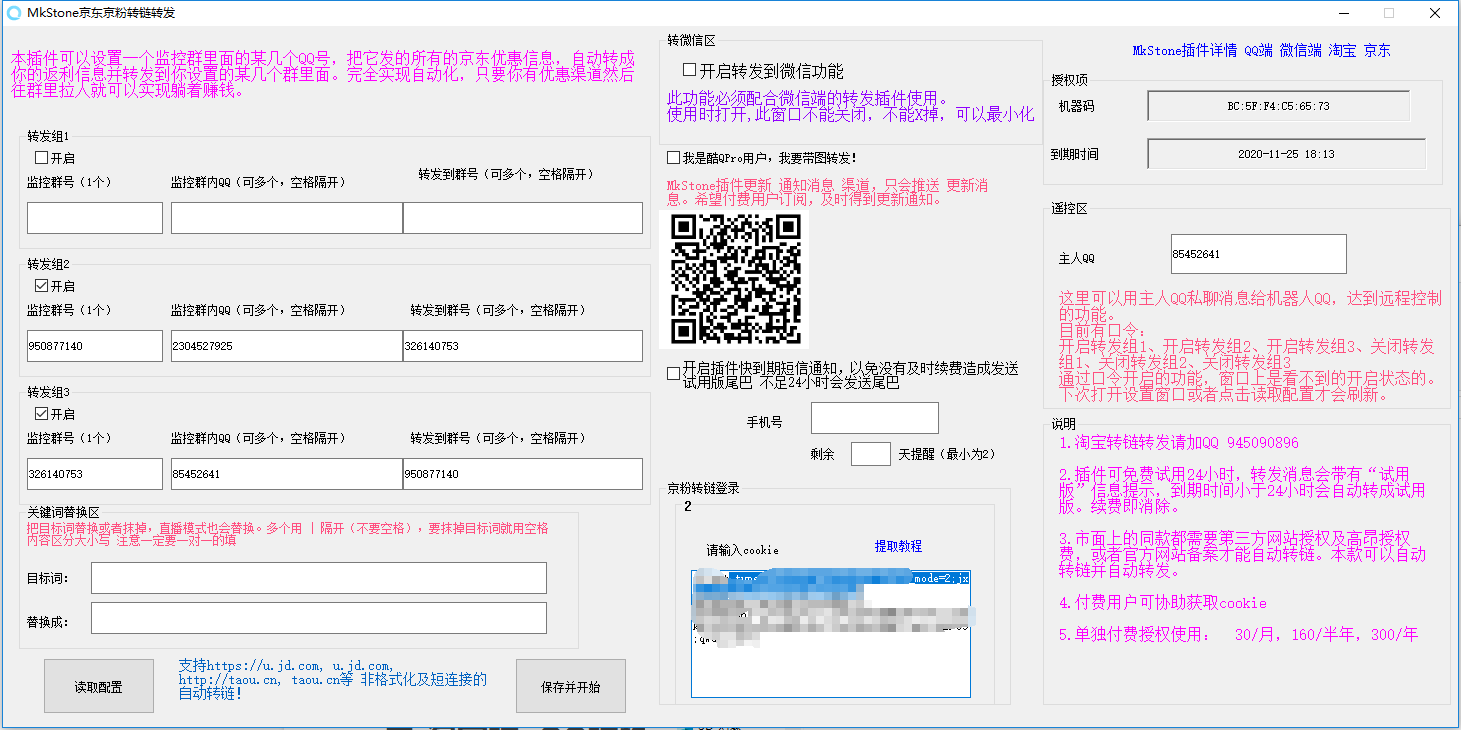 MkStone京东京粉转链转发
本插件可以设置一个监控群里面的某几个QQ号，把它发的所有的京东优惠信息，自动转成
你的返利信息并转发到你设置的某几个群里面。完全实现自动化，只要你有优惠渠道然后
往群里拉人就可以实现躺着赚钱。
转发组1
开启
监控群号（1个）
监控群内QQ（可多个，空格隔开）
转发到群号（可多个，空格隔开）
转发组2
开启
监控群号（1个）
监控群内QQ（可多个，空格隔开）
转发到群号（可多个，空格隔开）
950877140
2304527925
326140753
转发组3
开启
监控群号（1个）
监控群内QQ（可多个，空格隔开）
转发到群号（可多个，空格隔开）
326140753
85452641
950877140
关键词替换区
把目标词替换或者抹掉，直播模式也会替换。多个用 | 隔开（不要空格），要抹掉目标词就用空格
内容区分大小写 注意一定要一对一的填
目标词：
替换成：
读取配置
支持https://u.jd.com, u.jd.com,
http://taou.cn, taou.cn等 非格式化及短连接的
自动转链！
保存并开始
转微信区
开启转发到微信功能
此功能必须配合微信端的转发插件使用。
使用时打开,此窗口不能关闭，不能X掉，可以最小化
我是酷QPro用户，我要带图转发！
MkStone插件更新 通知消息 渠道，只会推送 更新消
息。希望付费用户订阅，及时得到更新通知。
开启插件快到期短信通知，以免没有及时续费造成发送
试用版尾巴 不足24小时会发送尾巴
手机号
剩余
天提醒（最小为2）
京粉转链登录
2
请输入cookie
提取教程
mode=2;jx
MkStone插件详情 QQ端 微信端 淘宝 京东
授权项
机器码
BC:5F:F4:C5:65:73
到期时间
2020-11-25 18:13
遥控区
主人QQ
85452641
这里可以用主人QQ私聊消息给机器人QQ，达到远程控制
的功能。
目前有口令：
开启转发组1、开启转发组2、开启转发组3、关闭转发
组1、关闭转发组2、关闭转发组3
通过口令开启的功能，窗口上是看不到的开启状态的。
下次打开设置窗口或者点击读取配置才会刷新。
说明
1.淘宝转链转发请加QQ 945090896
2.插件可免费试用24小时，转发消息会带有“试用
版”信息提示，到期时间小于24小时会自动转成试用
版。续费即消除。
3.市面上的同款都需要第三方网站授权及高昂授权
费，或者官方网站备案才能自动转链。本款可以自动
转链并自动转发。
4.付费用户可协助获取cookie
5.单独付费授权使用： 30/月，160/半年，300/年